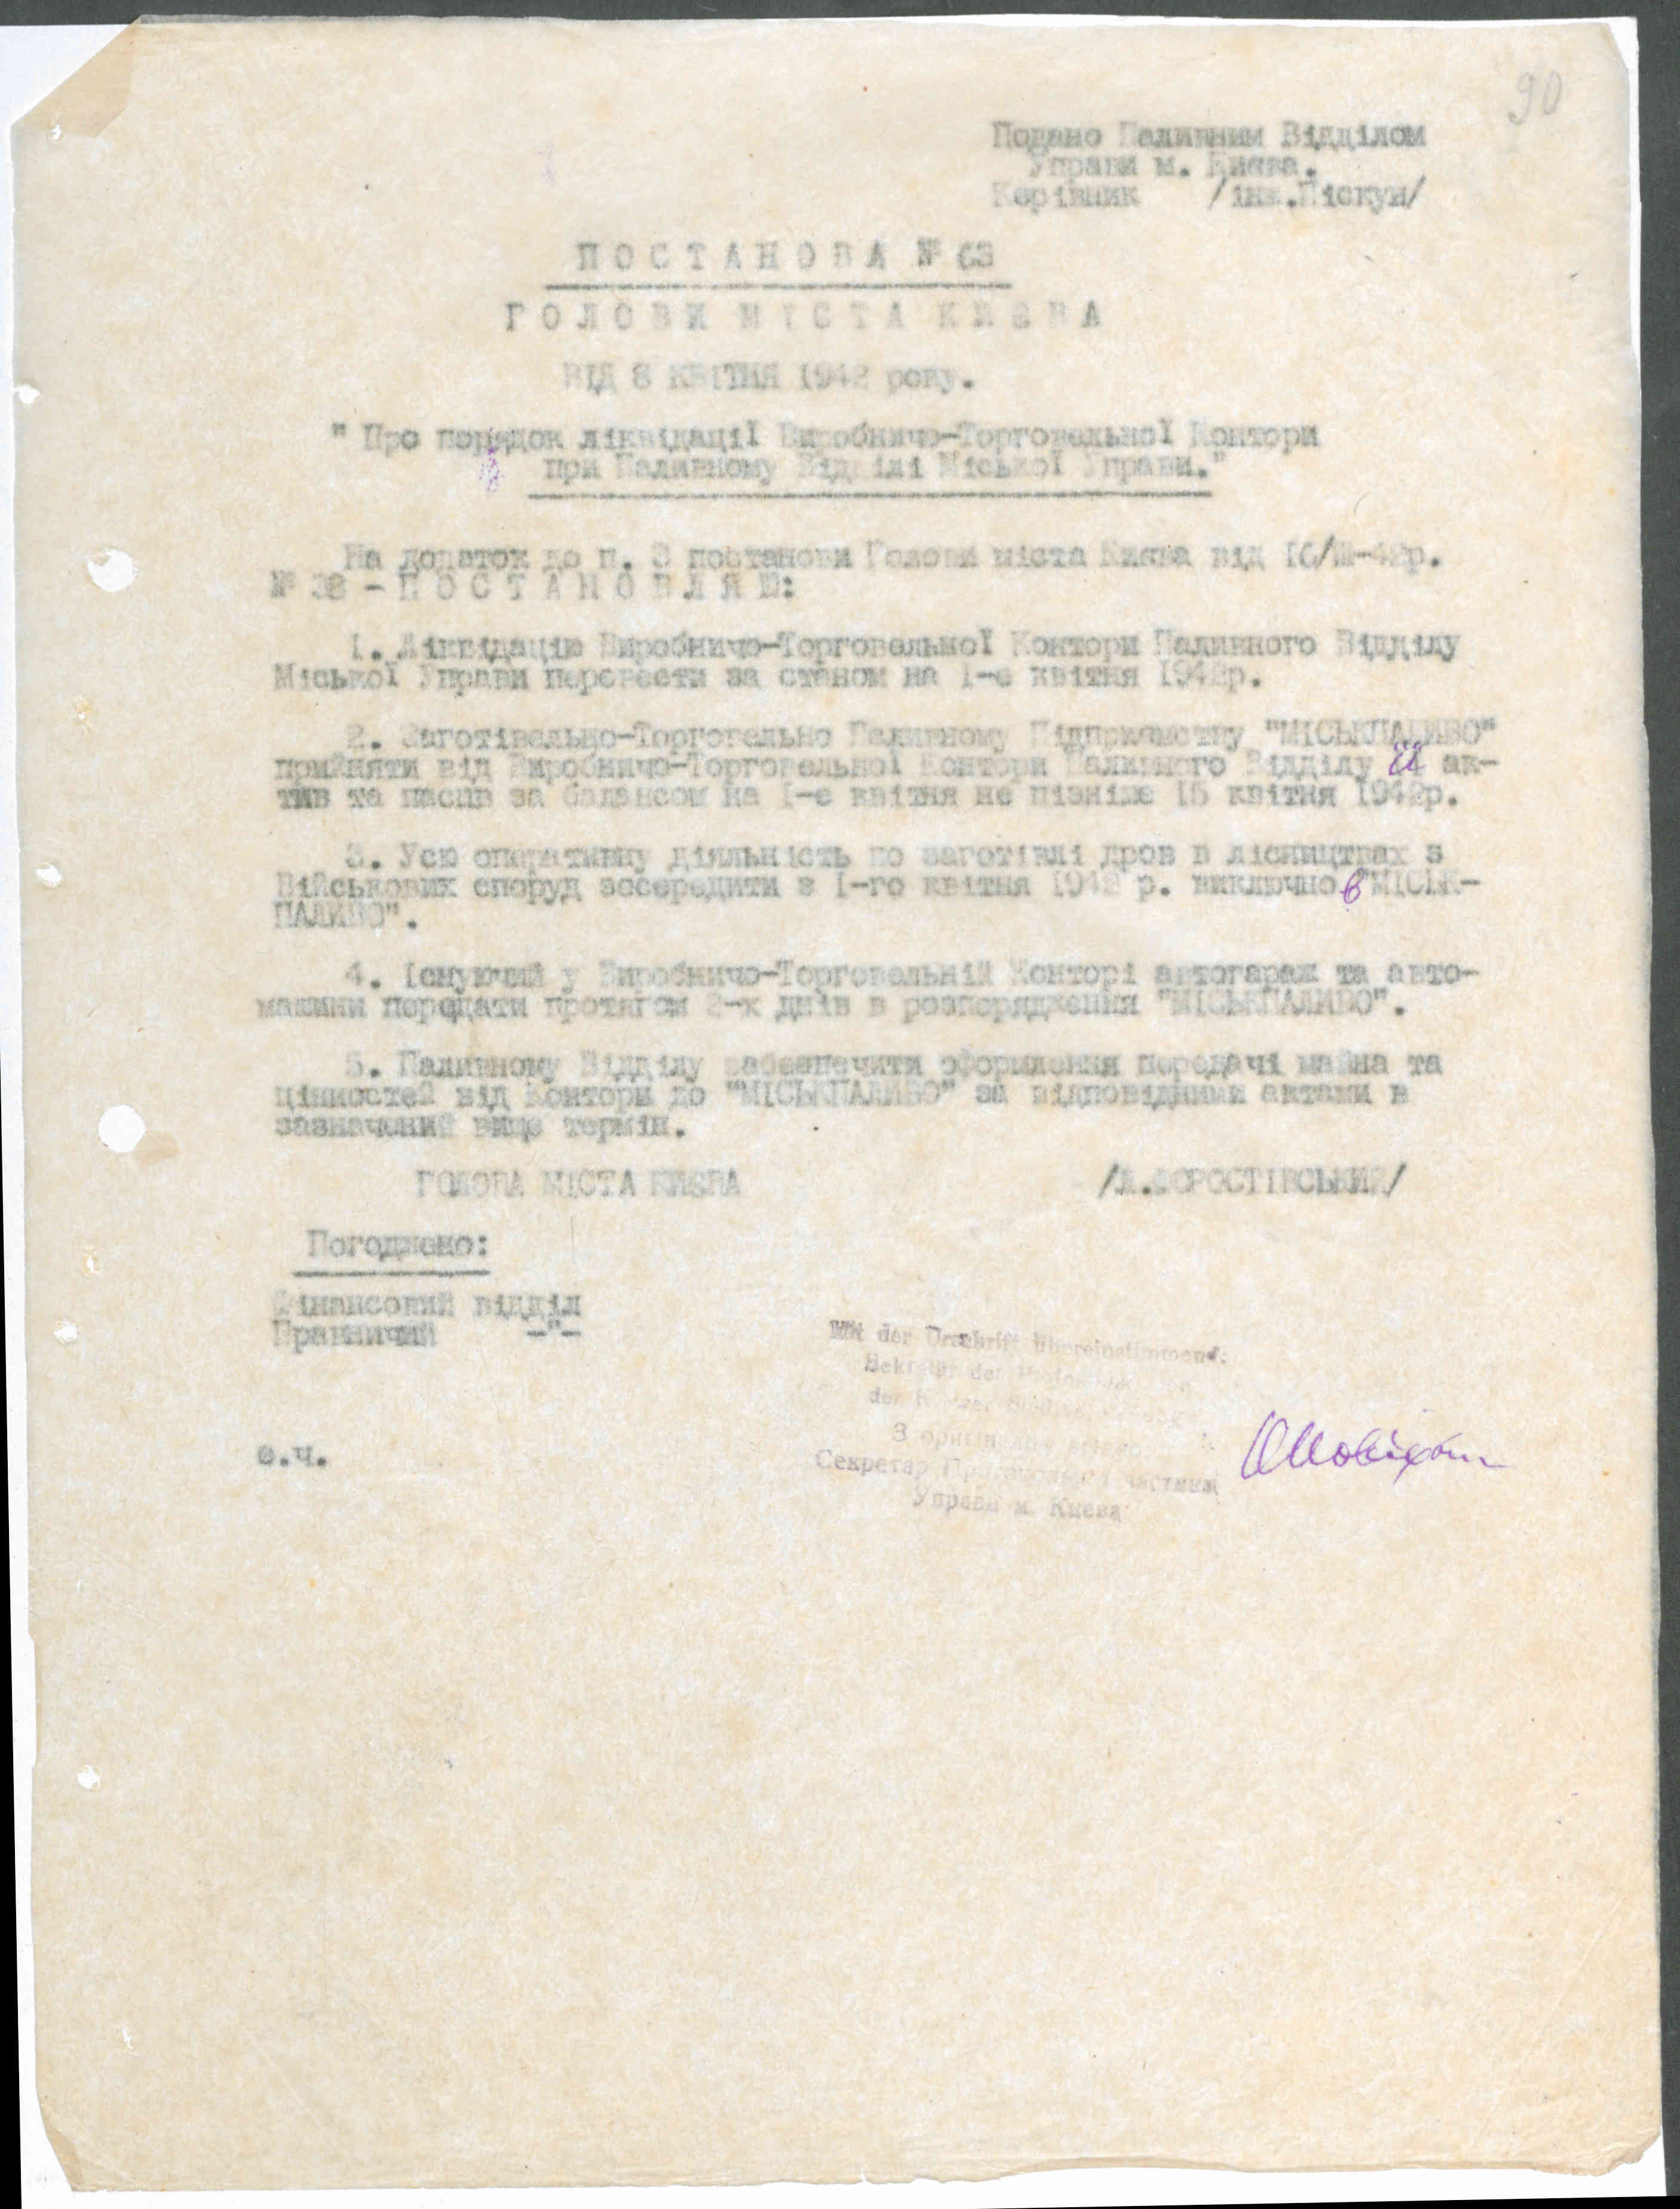 90
Подано Паливним Відділом
Управи м. Києва.
Керівник /інж.Піскун/
ПОСТАНОВА № 63
ГОЛОВИ МІСТА КИЄВА
ВІД 8 КВІТНЯ 1942 року.
" Про порядок ліквідації Виробничо-Торговельної Контори
при Паливному Відділі Міської Управи."
На додаток до п. 3 постанови Голови міста Києва від 10/Ш-42р.
№ 38 - П О С Т А Н О В Л Я Ю:
1. Ліквідацію Виробничо-Торговельної Контори Паливного Відділу
Міської Управи перевести за станом на 1-е квітня 1942р.
2. Заготівельно-Торговельно Паливному Підприємству "МІСЬКПАЛИВО"
прийняти від Виробничо-Торговельної Контори Паливного Відділу її ак-
тив та пасив за балансом на 1-е квітня не пізніше 15 квітня 1942р.
3. Усю оперативну діяльність по заготівлі дров в лісництвах з
Військових споруд зосередити з 1-го квітня 1942 р. виключно в "МІСЬК-
ПАЛИВО".
4. Існуючий у Виробничо-Торговельній Конторі автогараж та авто-
машини передати протягом 2-х днів в розпорядження "МІСЬКПАЛИВО".
5. Паливному Відділу забезпечити оформлення передачі майна та
цінностей від Контори до "МІСЬКПАЛИВО" за відповідними актами в
зазначений вище термін.
ГОЛОВА МІСТА КИЄВА /Л.ФОРОСТІВСЬКИЙ/
Погоджено:
Фінансовий відділ
Правничий -"-
Mit der Urschrift übereinstimmend:
Sekretär der
der
З оригіналом
Секретар Протокольної частини
Управи м. Києва
о.ч.